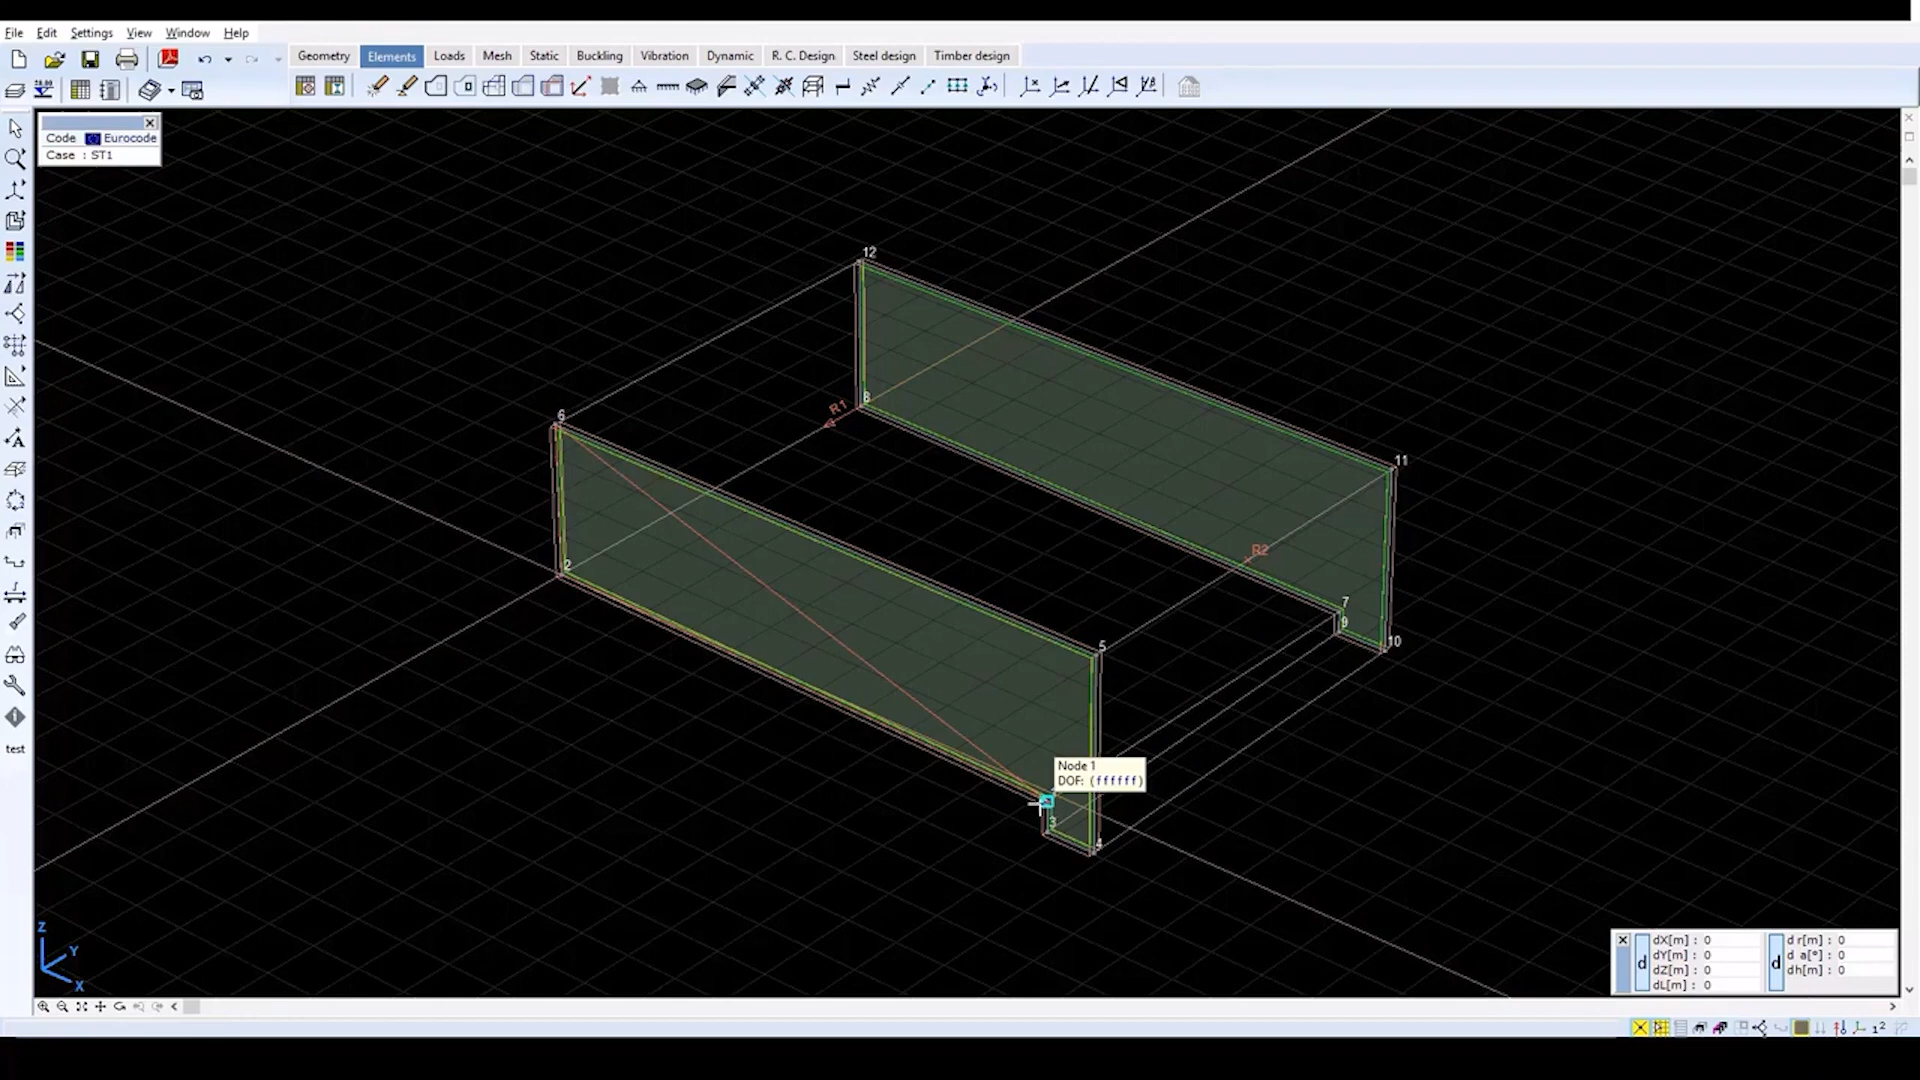 File Edit Settings View Window Help
Geometry Elements Loads Mesh Static Buckling Vibration Dynamic R. C. Design Steel design Timber design
Code Eurocode
Case : ST1
12
6
R1
8
11
2
R2
7
9
10
5
Node 1
DOF: (ffffff)
3
4
Z
Y
X
test
dX[m] : 0
dY[m] : 0
dZ[m] : 0
dL[m] : 0
d
d r[m] : 0
d a[°] : 0
dh[m] : 0
d